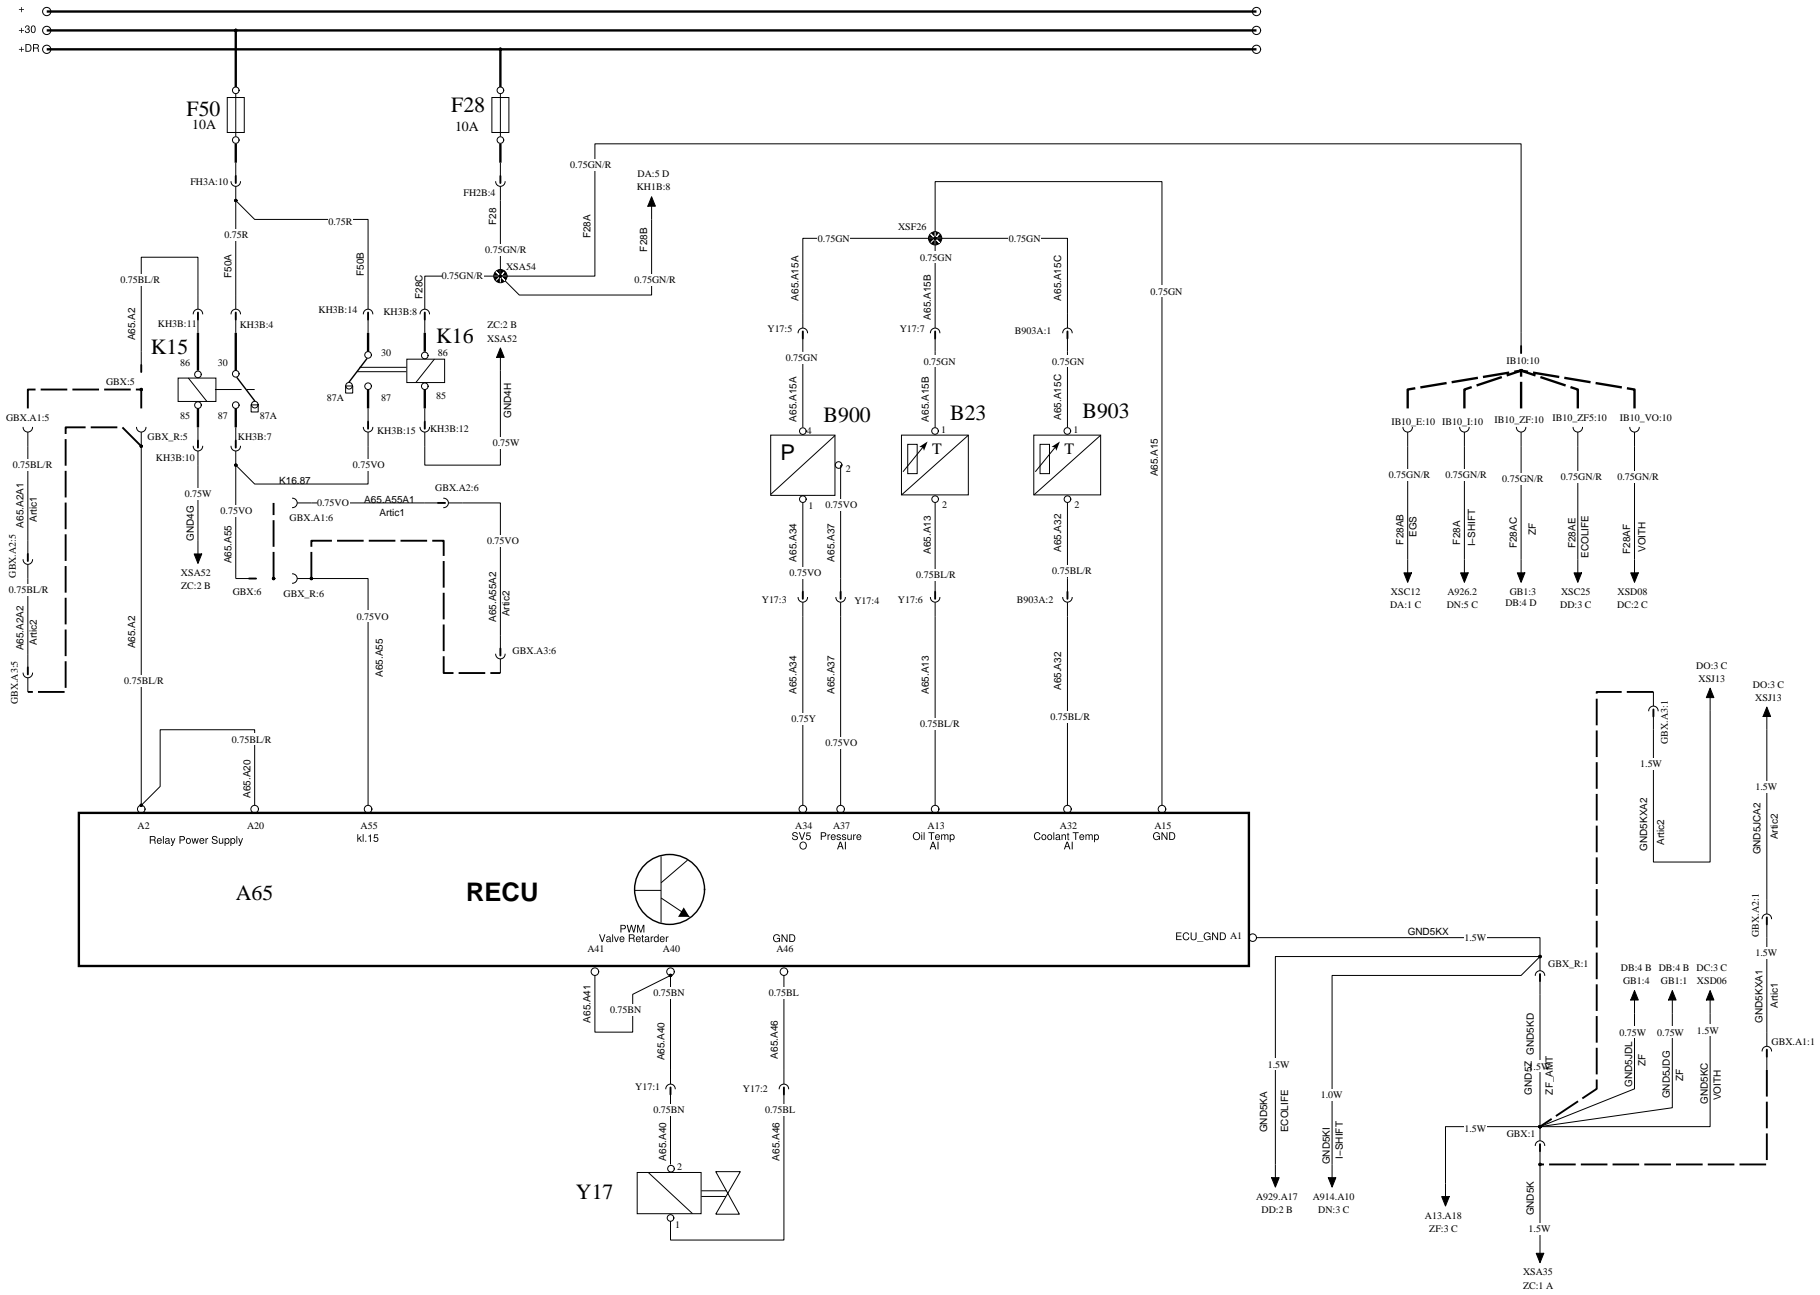 +
+30
+DR
F50
10A
F28
10A
FH3A:10
FH2B:4
0.75R
0.75R
F50A
F50B
F28
0.75GN/R
F28A
0.75GN/R
DA:5 D
KH1B:8
F28B
0.75GN/R
XSA54
0.75GN/R
F28C
0.75BL/R
A65.A2
KH3B:11
KH3B:4
KH3B:14
KH3B:8
K15
86
30
85
87
87A
K16
30
86
87A
87
85
ZC:2 B
XSA52
GND4H
0.75W
GBX:5
GBX.A1:5
GBX_R:5
KH3B:7
KH3B:10
KH3B:15
KH3B:12
0.75VO
K16.87
0.75BL/R
A65.A2A1
Artic1
GBX.A2:5
0.75BL/R
A65.A2A2
Artic2
GBX.A3:5
0.75W
GND4G
XSA52
ZC:2 B
0.75VO
A65.A55
GBX:6
GBX_R:6
GBX.A1:6
0.75VO
A65.A55A1
Artic1
GBX.A2:6
0.75VO
A65.A55A2
Artic2
GBX.A3:6
0.75VO
A65.A55
A65.A2
0.75BL/R
0.75BL/R
A65.A20
XSF26
0.75GN
0.75GN
0.75GN
0.75GN
A65.A15A
A65.A15B
A65.A15C
Y17:5
Y17:7
B903A:1
0.75GN
0.75GN
0.75GN
A65.A15A
A65.A15B
A65.A15C
A65.A15
B900
B23
B903
4
1
1
P
T
T
2
1
2
2
0.75VO
A65.A34
A65.A37
A65.A13
A65.A32
0.75VO
0.75BL/R
0.75BL/R
Y17:3
Y17:4
Y17:6
B903A:2
A65.A34
A65.A37
A65.A13
A65.A32
0.75Y
0.75VO
0.75BL/R
0.75BL/R
IB10:10
IB10_E:10
IB10_I:10
IB10_ZF:10
IB10_ZF5:10
IB10_VO:10
0.75GN/R
0.75GN/R
0.75GN/R
0.75GN/R
0.75GN/R
F28AB
EGS
F28A
I-SHIFT
F28AC
ZF
F28AE
ECOLIFE
F28AF
VOITH
XSC12
DA:1 C
A926.2
DN:5 C
GB1:3
DB:4 D
XSC25
DD:3 C
XSD08
DC:2 C
A2
A20
Relay Power Supply
A55
kl.15
A34
SV5
O
A37
Pressure
AI
A13
Oil Temp
AI
A32
Coolant Temp
AI
A15
GND
A65
RECU
PWM
Valve Retarder
A41
A40
GND
A46
ECU_GND A1
A65.A41
0.75BN
0.75BN
0.75BL
A65.A40
A65.A46
Y17:1
Y17:2
0.75BN
0.75BL
A65.A40
A65.A46
Y17
2
1
GND5KX
1.5W
GBX_R:1
1.5W
GND5KA
ECOLIFE
A929.A17
DD:2 B
1.0W
GND5KI
I-SHIFT
A914.A10
DN:3 C
GND5KD
GND5Z
1.5W
ZF_AMT
1.5W
GBX:1
A13.A18
ZF:3 C
GND5K
1.5W
XSA35
ZC:1 A
DB:4 B
GB1:4
0.75W
GND5JDL
ZF
DB:4 B
GB1:1
0.75W
GND5JDG
ZF
DC:3 C
XSD06
1.5W
GND5KC
VOITH
DO:3 C
XSJ13
GBX.A3:1
1.5W
GND5KXA2
Artic2
DO:3 C
XSJ13
1.5W
GND5JCA2
Artic2
GBX.A2:1
1.5W
GND5KXA1
Artic1
GBX.A1:1